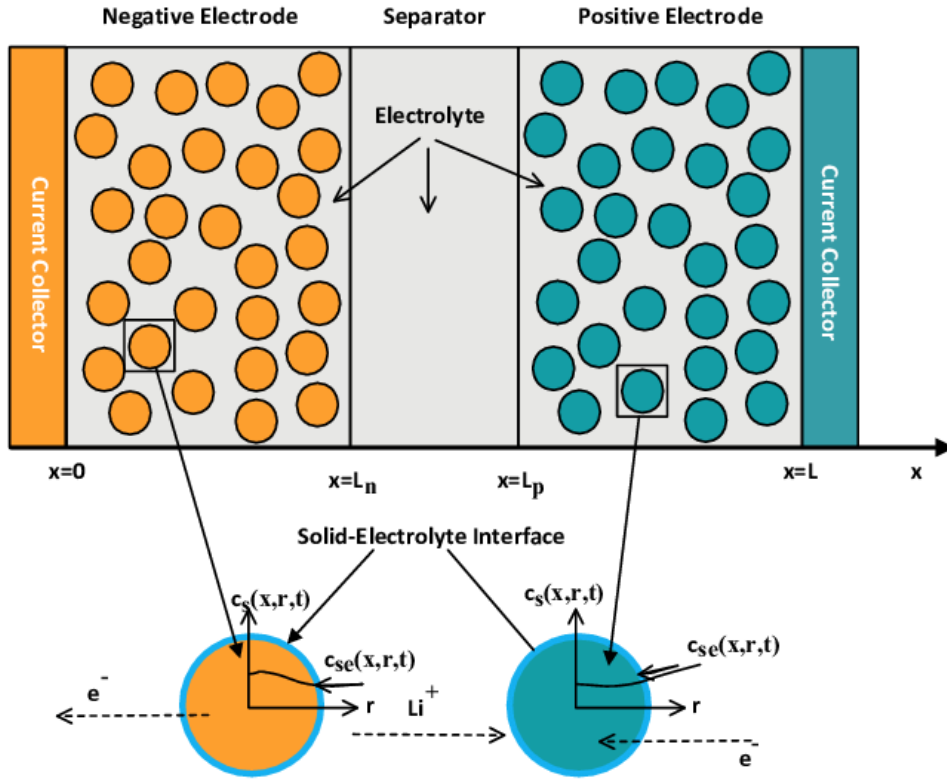 Negative Electrode
Separator
Positive Electrode
Electrolyte
Current Collector
Current Collector
x=0
x=Lₙ
x=Lₚ
x=L
x
Solid-Electrolyte Interface
cₛ(x,r,t)
cₛ(x,r,t)
cₛₑ(x,r,t)
cₛₑ(x,r,t)
e⁻
r
Li⁺
r
e⁻